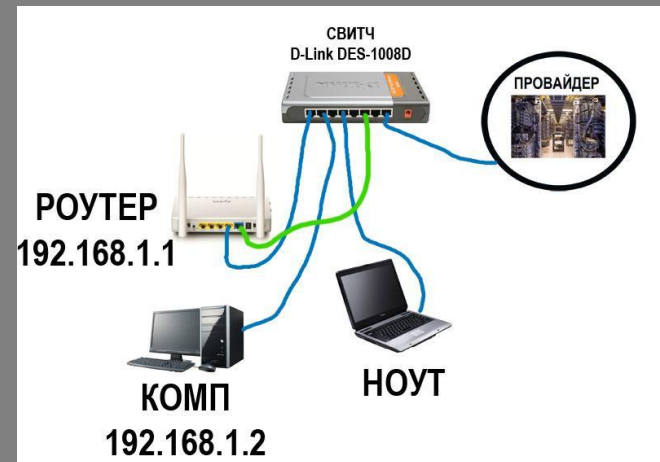 СВИТЧ
D-Link DES-1008D
ПРОВАЙДЕР
РОУТЕР
192.168.1.1
НОУТ
КОМП
192.168.1.2